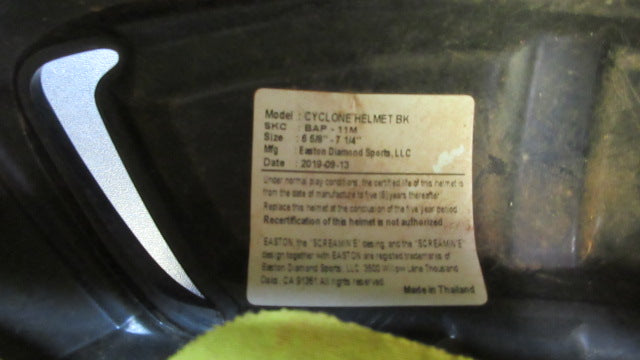 Model : CYCLONE HELMET BK
SKC : BAP - 11M
Size : 6 5/8" - 7 1/4"
Mfg : Easton Diamond Sports, LLC
Date : 2019-09-13
Under normal play conditions, the certified life of this helmet is
from the date of manufacture to five (5) years thereafter
Replace this helmet at the conclusion of the five year period.
Recertification of this helmet is not authorized
EASTON, the "SCREAMIN E" desing, and the "SCREAMIN E"
design together with EASTON are registered trademarks of
Easton Diamond Sports, LLC. 3500 Willow Lane Thousand
Oaks, CA 91361 All rights reserved.
Made in Thailand